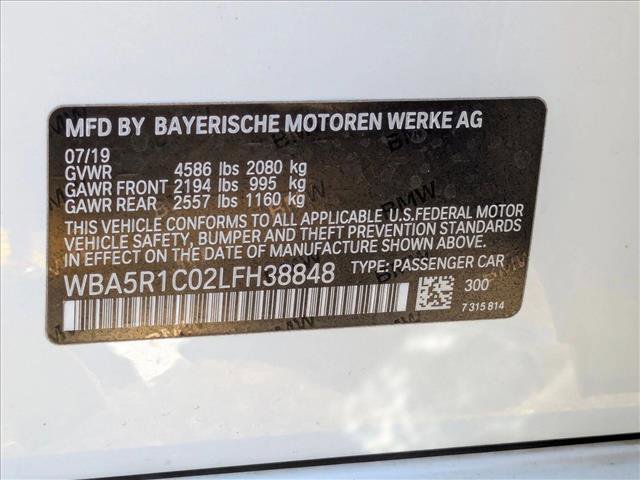 MFD BY BAYERISCHE MOTOREN WERKE AG
07/19
GVWR 4586 lbs 2080 kg
GAWR FRONT 2194 lbs 995 kg
GAWR REAR 2557 lbs 1160 kg
THIS VEHICLE CONFORMS TO ALL APPLICABLE U.S.FEDERAL MOTOR
VEHICLE SAFETY, BUMPER AND THEFT PREVENTION STANDARDS
IN EFFECT ON THE DATE OF MANUFACTURE SHOWN ABOVE.
WBA5R1C02LFH38848 TYPE: PASSENGER CAR
300
7 315 814
BMW